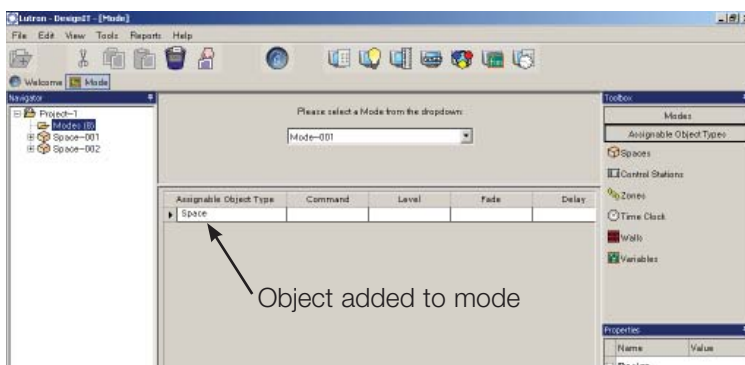 Lutron - DesignIT - [Mode]
File Edit View Tools Reports Help
Welcome Mode
Navigator
Project-1
Modes (8)
Space-001
Space-002
Please select a Mode from the dropdown:
Mode-001
Assignable Object Type Command Level Fade Delay
Space
Object added to mode
Toolbox
Modes
Assignable Object Types
Spaces
Control Stations
Zones
Time Clock
Walls
Variables
Properties
Name Value
Design